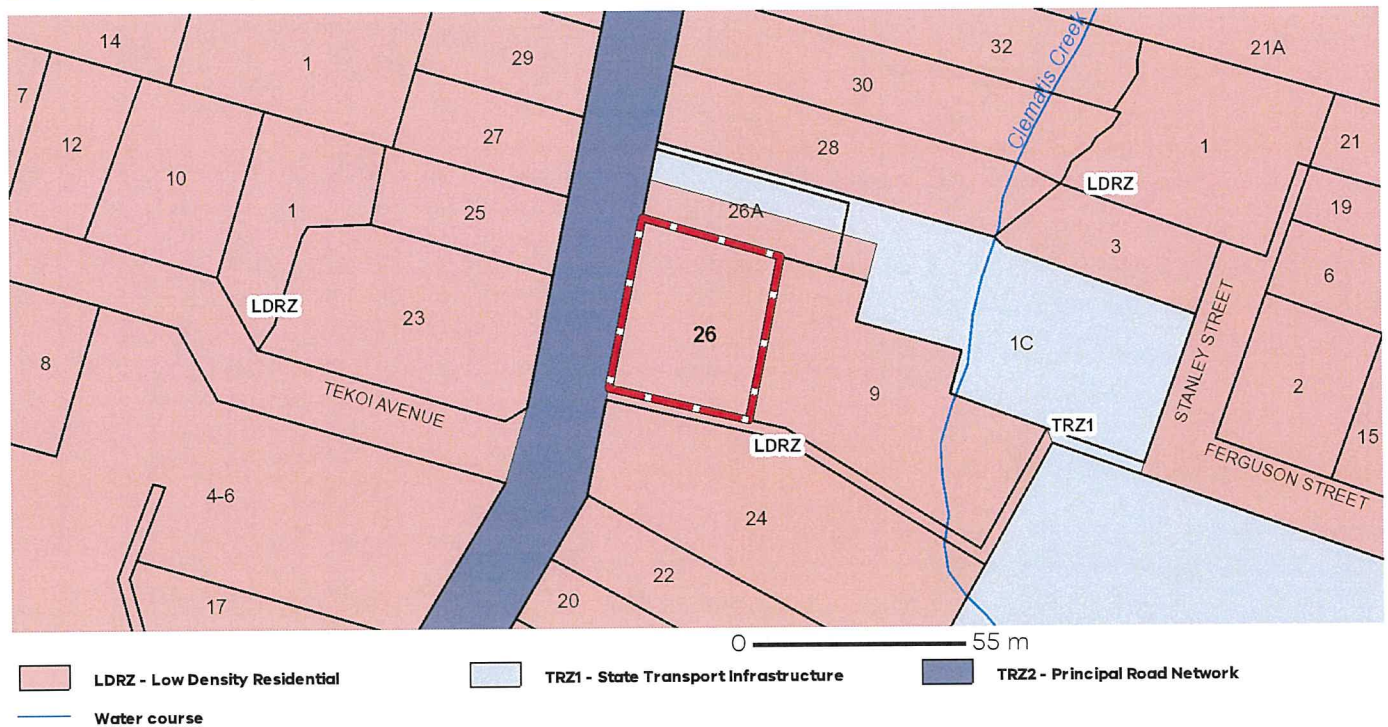 14
1
29
32
21A
7
12
10
1
27
25
30
28
Clematis Creek
1
21
LDRZ
19
26A
3
6
LDRZ
23
26
1C
STANLEY STREET
2
8
TEKOI AVENUE
9
TRZ1
LDRZ
15
FERGUSON STREET
4-6
24
22
17
20
0 55 m
LDRZ - Low Density Residential
TRZ1 - State Transport Infrastructure
TRZ2 - Principal Road Network
Water course